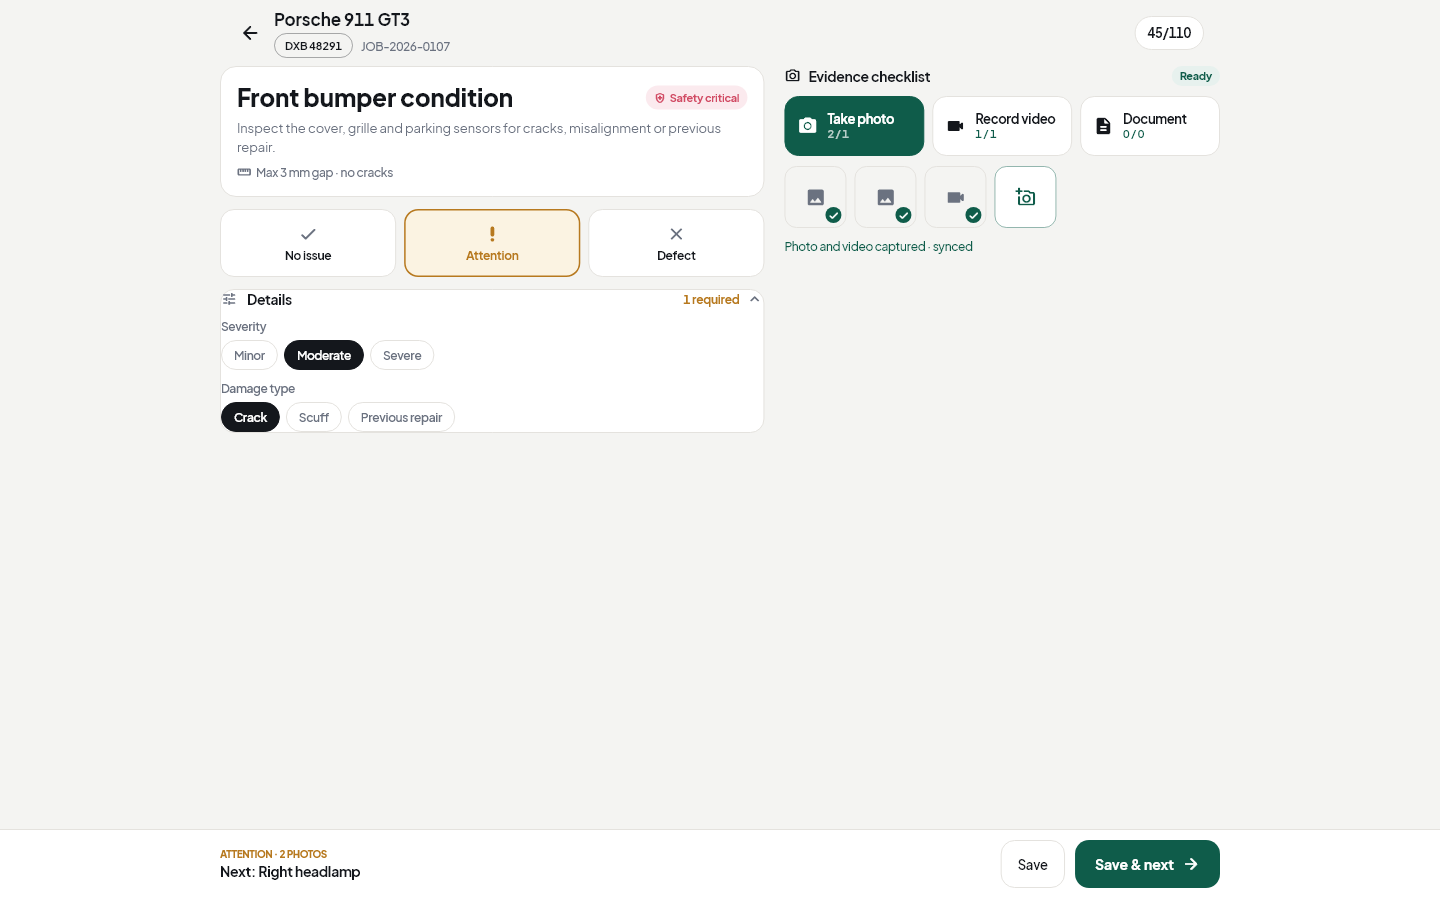 Porsche 911 GT3
DXB 48291
JOB-2026-0107
45/110
Front bumper condition
Safety critical
Inspect the cover, grille and parking sensors for cracks, misalignment or previous
repair.
Max 3 mm gap · no cracks
No issue
Attention
Defect
Details
1 required
Severity
Minor
Moderate
Severe
Damage type
Crack
Scuff
Previous repair
Evidence checklist
Ready
Take photo
2/1
Record video
1/1
Document
0/0
Photo and video captured · synced
ATTENTION · 2 PHOTOS
Next: Right headlamp
Save
Save & next